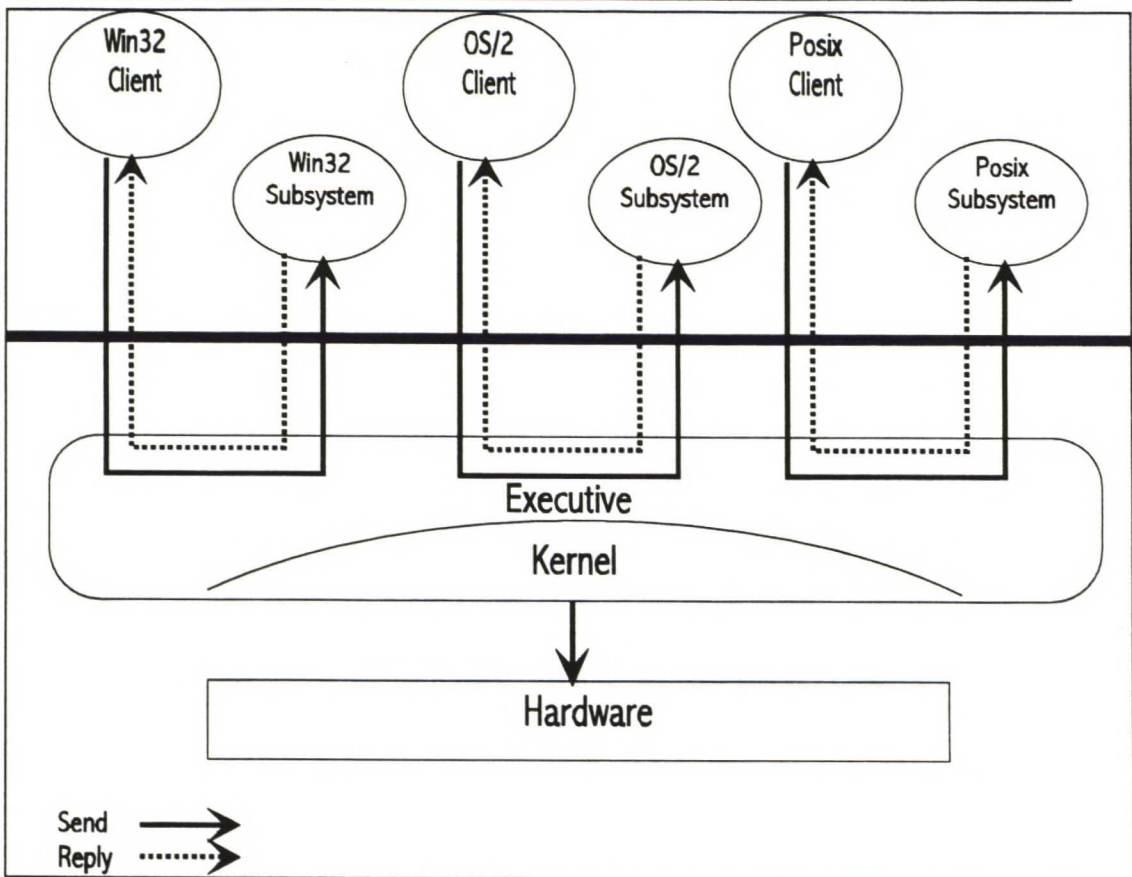 Win32
Client
OS/2
Client
Posix
Client
Win32
Subsystem
OS/2
Subsystem
Posix
Subsystem
Executive
Kernel
Hardware
Send
Reply